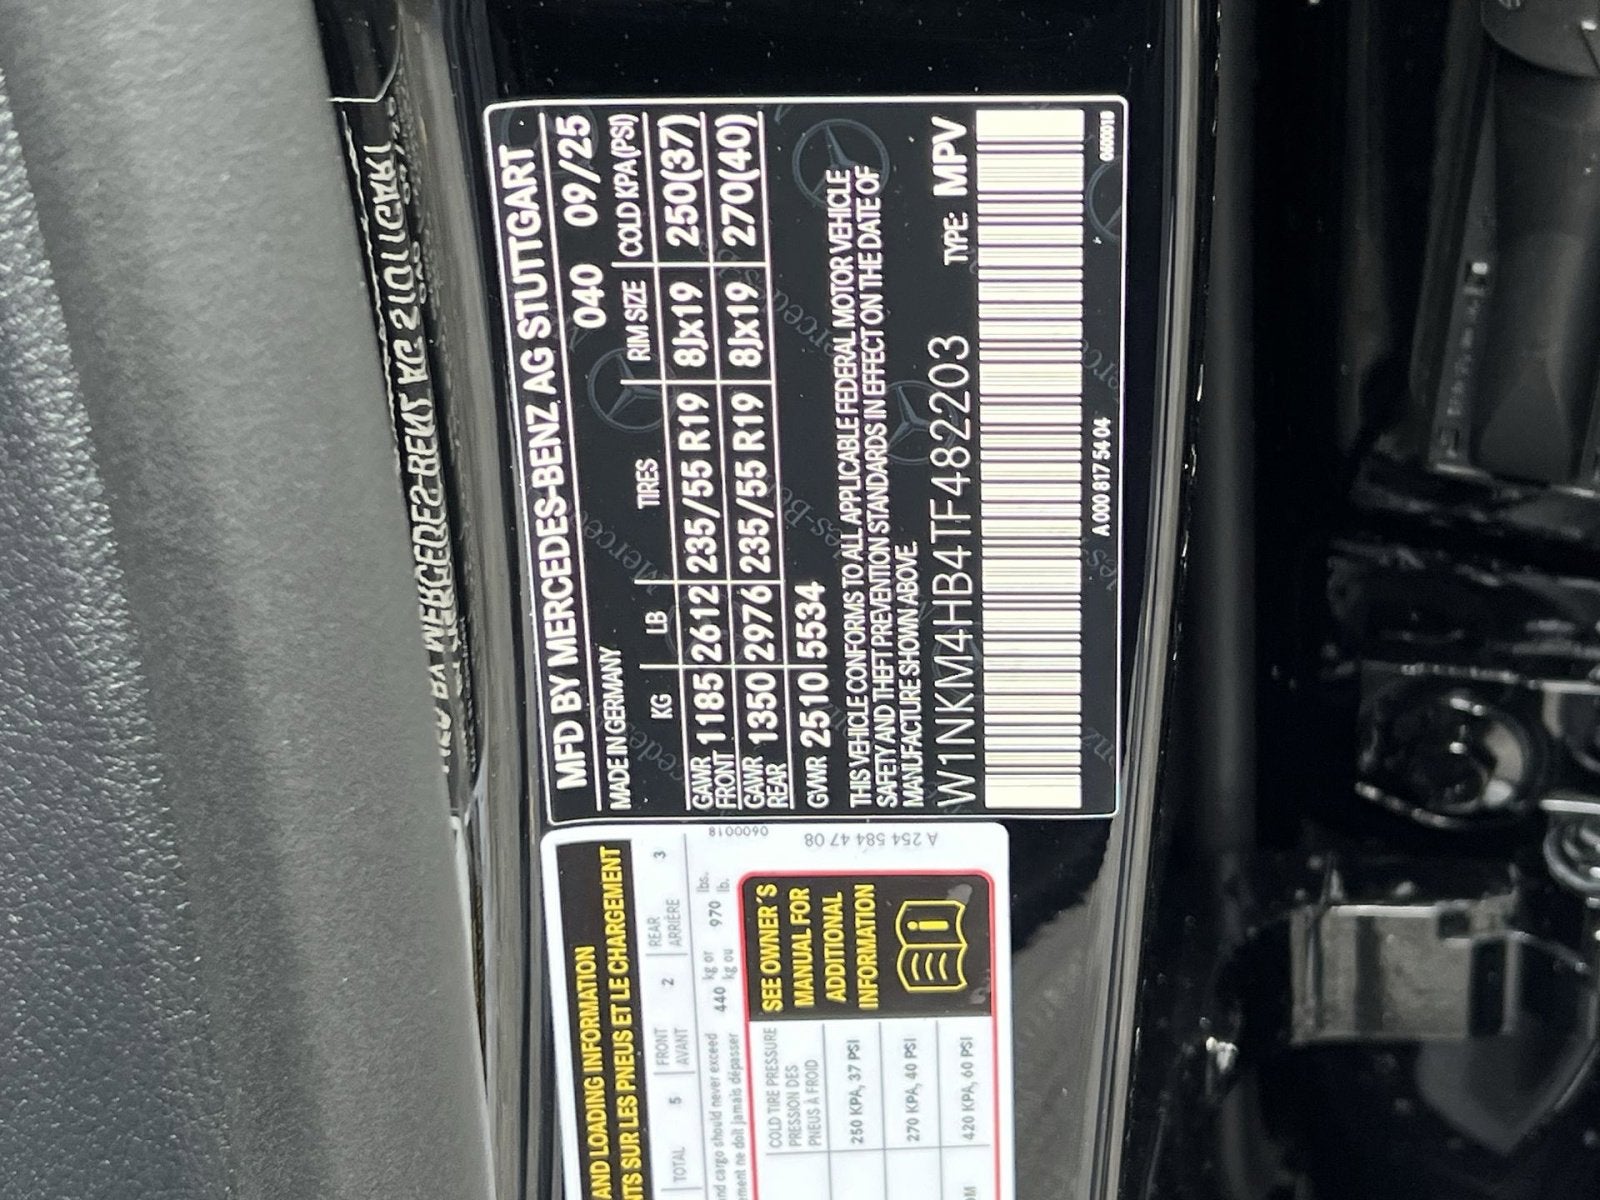 MFD BY MERCEDES-BENZ AG STUTTGART
MADE IN GERMANY 040 09/25
KG LB TIRES RIM SIZE COLD KPA(PSI)
GAWR FRONT 1185 2612 235/55 R19 8Jx19 250(37)
GAWR REAR 1350 2976 235/55 R19 8Jx19 270(40)
GVWR 2510 5534
THIS VEHICLE CONFORMS TO ALL APPLICABLE FEDERAL MOTOR VEHICLE
SAFETY AND THEFT PREVENTION STANDARDS IN EFFECT ON THE DATE OF
MANUFACTURE SHOWN ABOVE.
W1NKM4HB4TF482203 TYPE: MPV
A 000 817 54 04
0600018
AND LOADING INFORMATION
SUR LES PNEUS ET LE CHARGEMENT
TOTAL 5 FRONT AVANT 2 REAR ARRIÈRE 3
cargo should never exceed 440 kg or 970 lbs.
ne doit jamais dépasser kg ou lb.
0600018
A 254 584 47 08
COLD TIRE PRESSURE
PRESSION DES
PNEUS À FROID
250 KPA, 37 PSI
270 KPA, 40 PSI
420 KPA, 60 PSI
SEE OWNER'S
MANUAL FOR
ADDITIONAL
INFORMATION